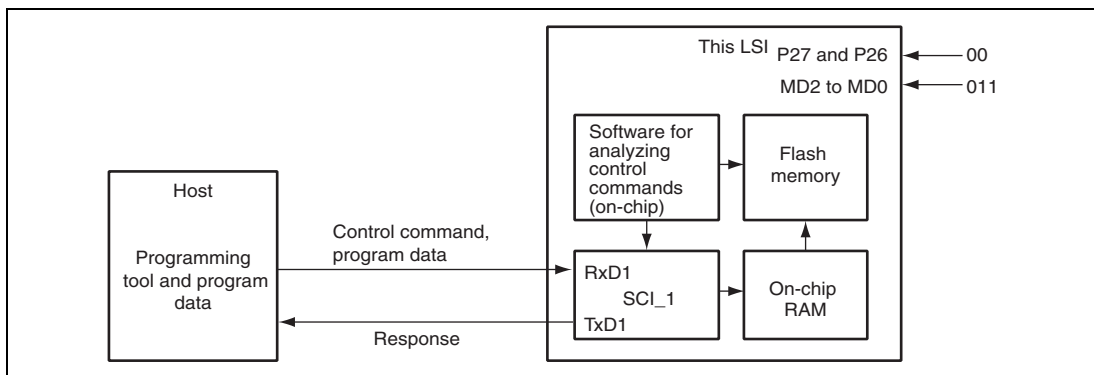 This LSI
P27 and P26
00
MD2 to MD0
011
Software for
analyzing
control
commands
(on-chip)
Flash
memory
Host
Programming
tool and program
data
Control command,
program data
RxD1
SCI_1
TxD1
On-chip
RAM
Response